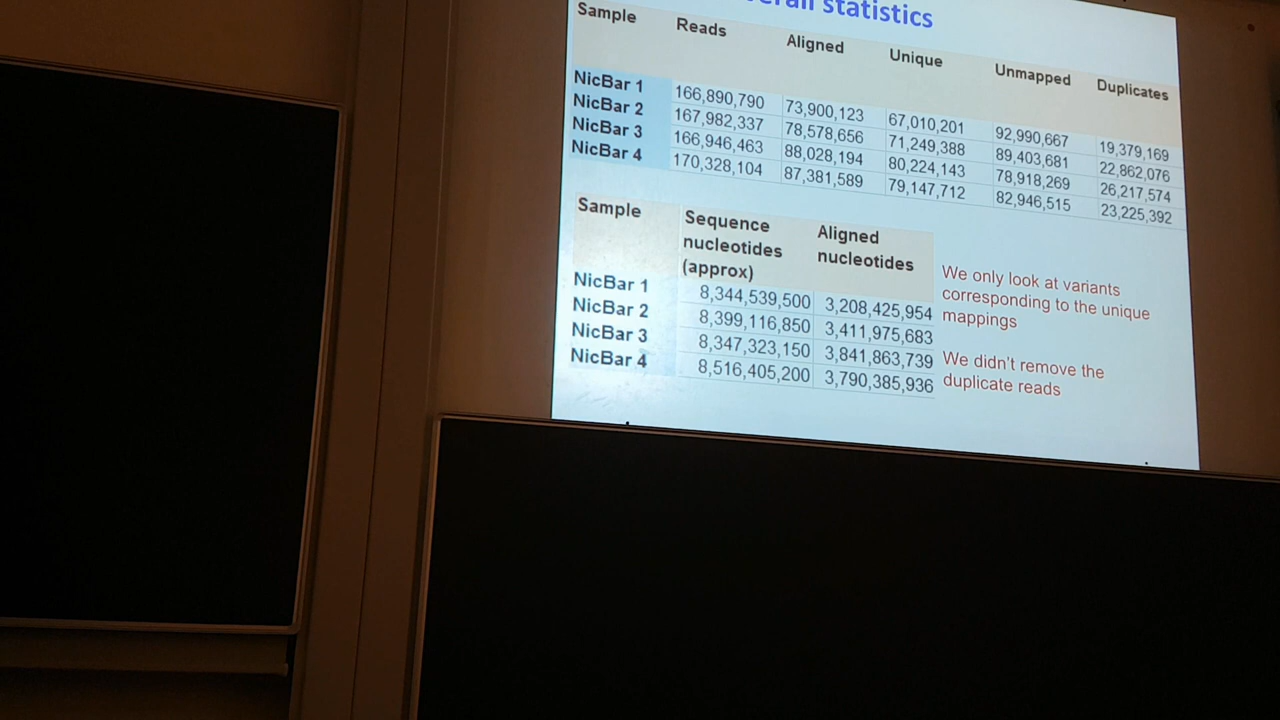 statistics
Sample Reads Aligned Unique Unmapped Duplicates
NicBar 1 166,890,790 73,900,123 67,010,201 92,990,667 19,379,169
NicBar 2 167,982,337 78,578,656 71,249,388 89,403,681 22,862,076
NicBar 3 166,946,463 88,028,194 80,224,143 78,918,269 26,217,574
NicBar 4 170,328,104 87,381,589 79,147,712 82,946,515 23,225,392
Sample Sequence nucleotides (approx) Aligned nucleotides
NicBar 1 8,344,539,500 3,208,425,954
NicBar 2 8,399,116,850 3,411,975,683
NicBar 3 8,347,323,150 3,841,863,739
NicBar 4 8,516,405,200 3,790,385,936
We only look at variants
corresponding to the unique
mappings
We didn't remove the
duplicate reads